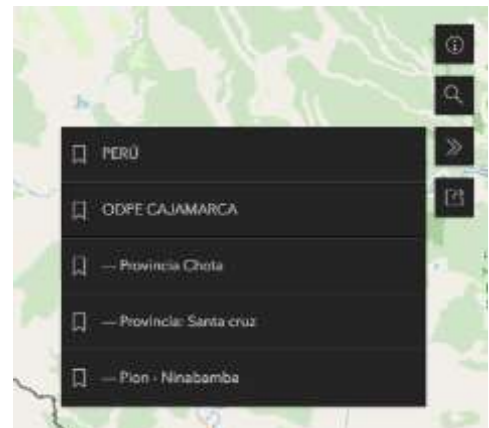 PERÚ
ODPE CAJAMARCA
— Provincia Chota
— Provincia: Santa cruz
— Pion - Ninabamba